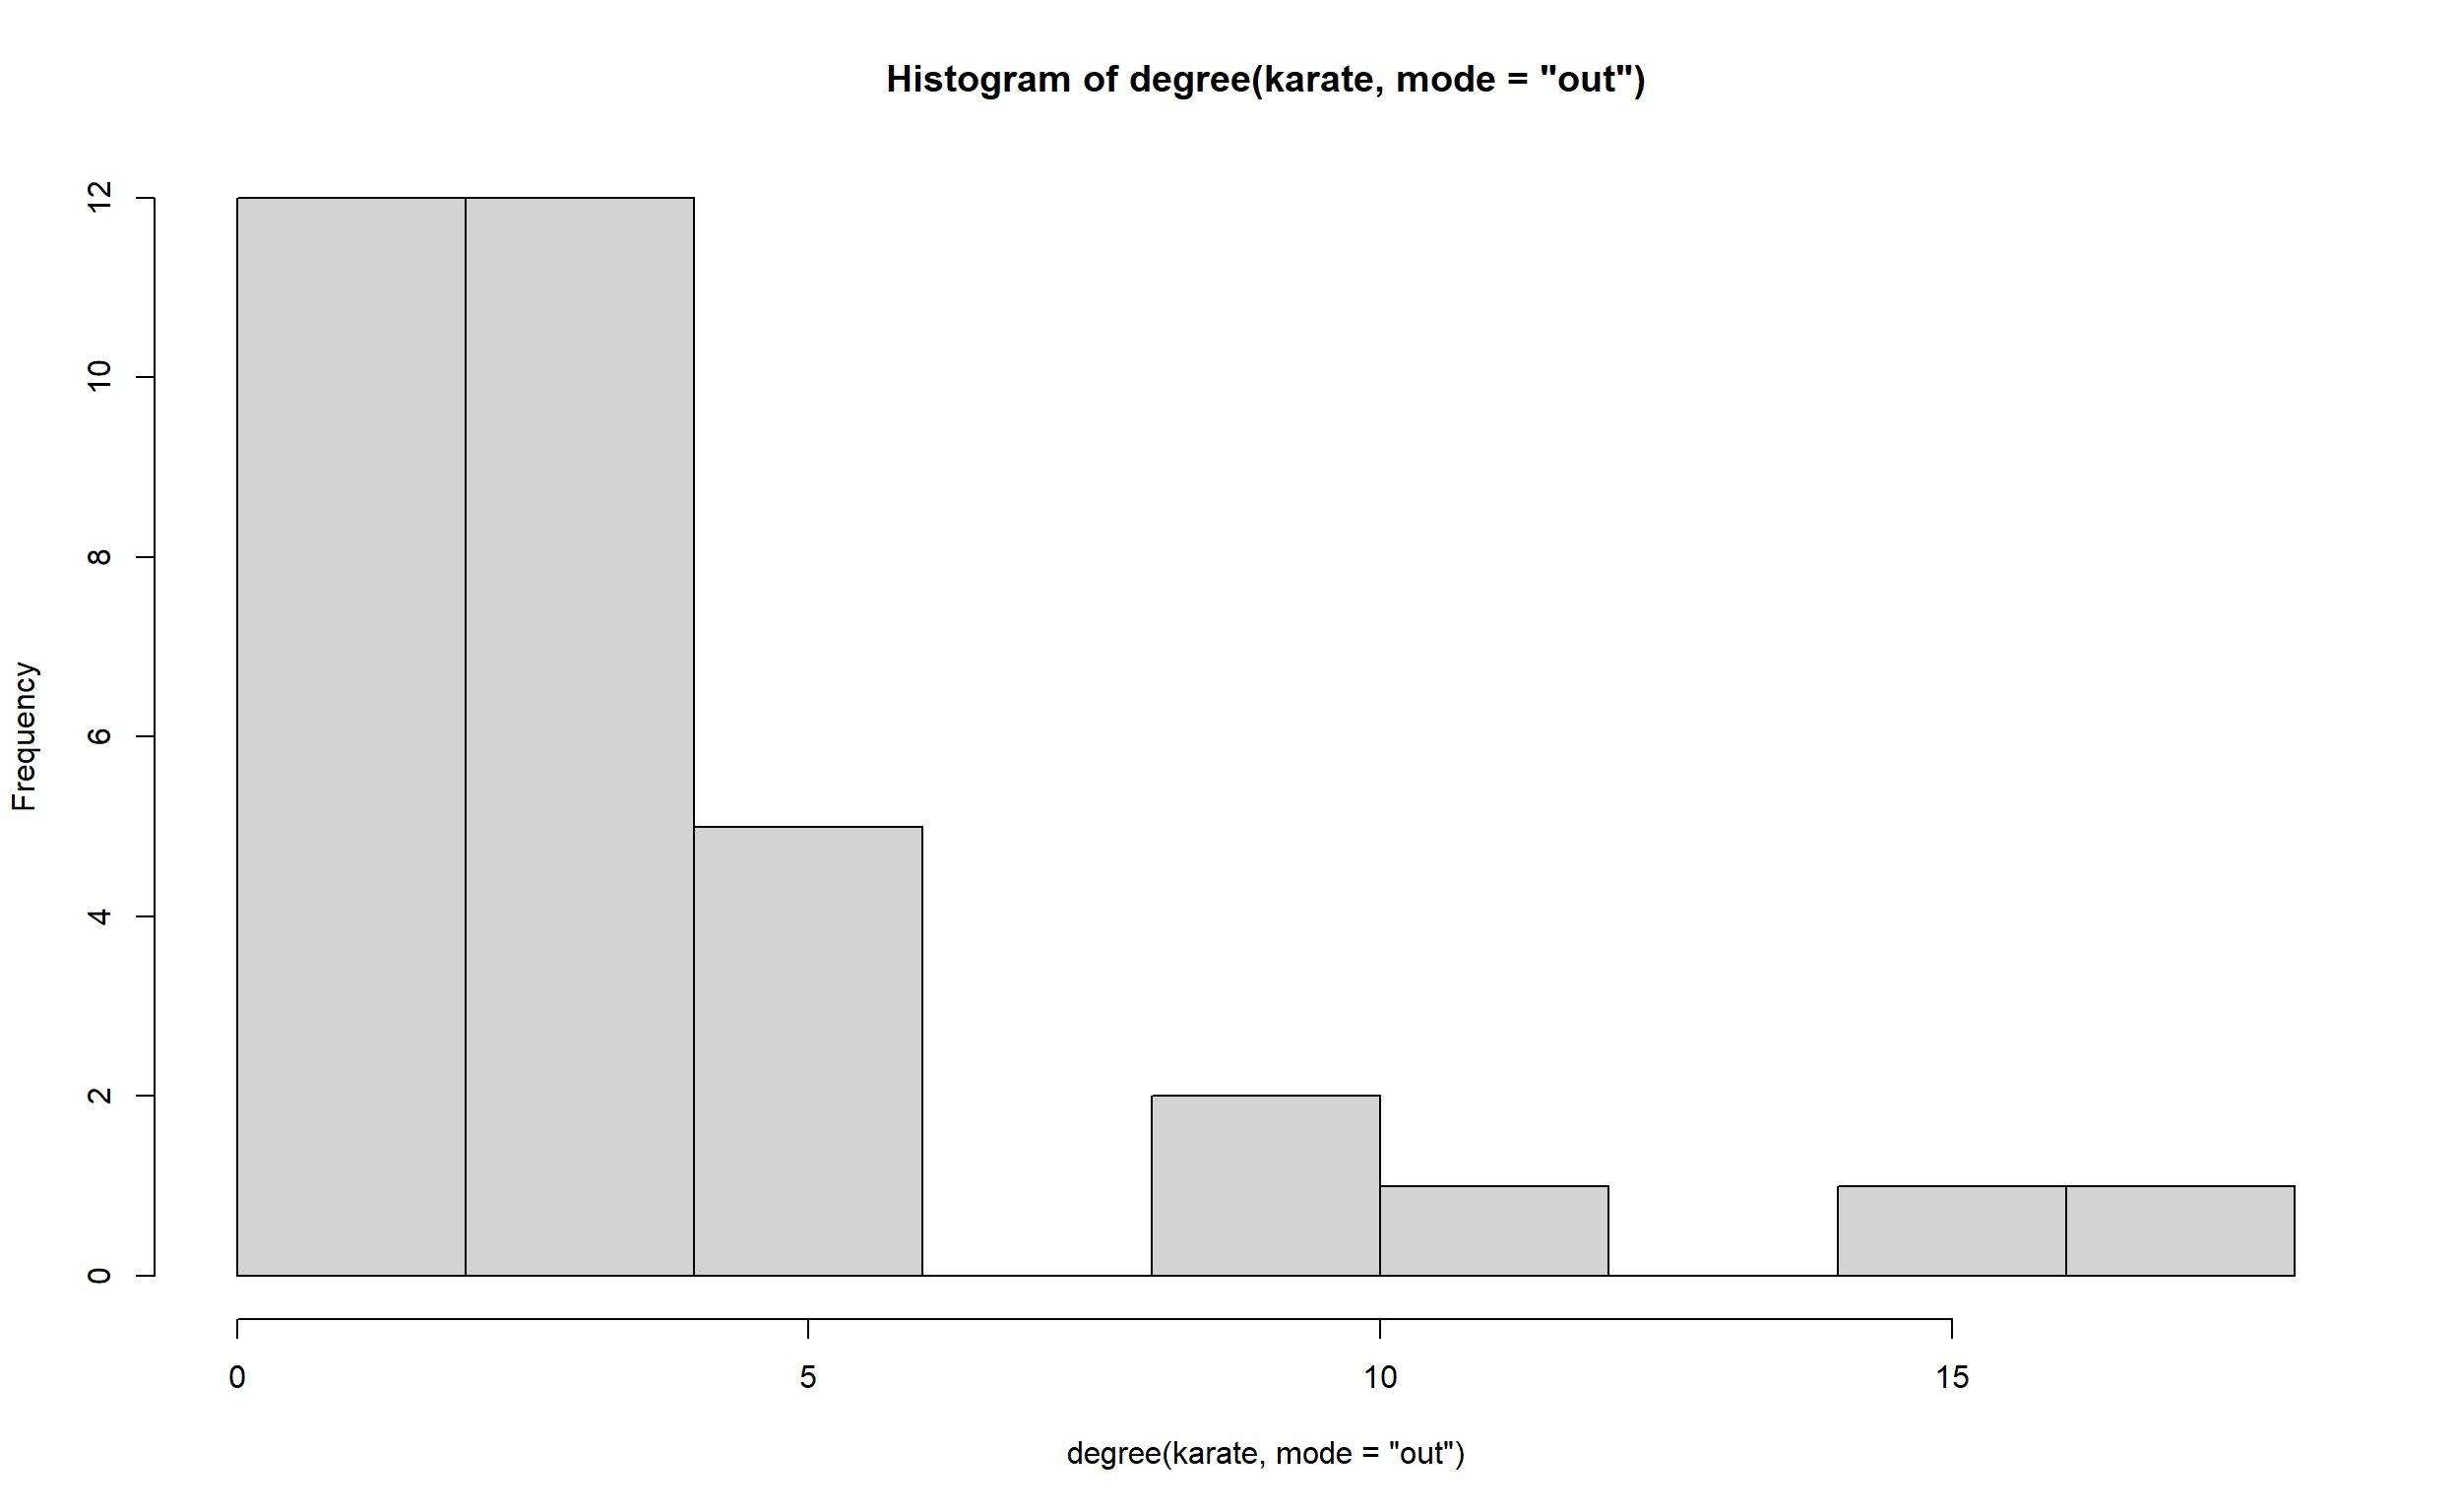 Histogram of degree(karate, mode = "out")
Frequency
12
10
8
6
4
2
0
0 5 10 15
degree(karate, mode = "out")